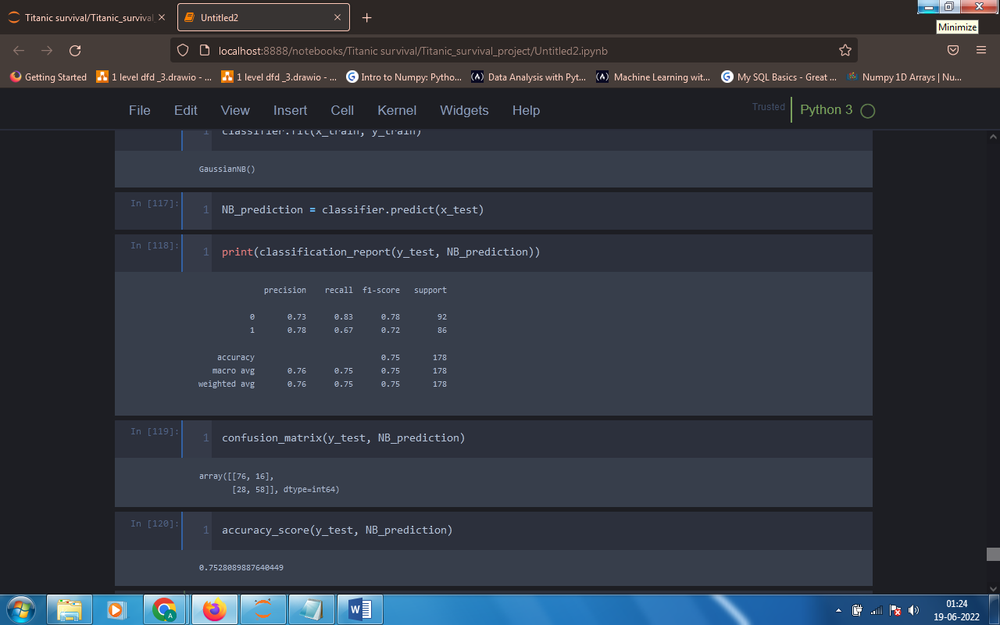 Titanic survival/Titanic_survival_
Untitled2
Minimize
localhost:8888/notebooks/Titanic survival/Titanic_survival_project/Untitled2.ipynb
Getting Started 1 level dfd _3.drawio - ... 1 level dfd _3.drawio - ... Intro to Numpy: Pytho... Data Analysis with Pyt... Machine Learning wit... My SQL Basics - Great ... Numpy 1D Arrays | Nu...
File Edit View Insert Cell Kernel Widgets Help Trusted Python 3
1 classifier.fit(x_train, y_train)
GaussianNB()
In [117]: 1 NB_prediction = classifier.predict(x_test)
In [118]: 1 print(classification_report(y_test, NB_prediction))
precision recall f1-score support
0 0.73 0.83 0.78 92
1 0.78 0.67 0.72 86
accuracy 0.75 178
macro avg 0.76 0.75 0.75 178
weighted avg 0.76 0.75 0.75 178
In [119]: 1 confusion_matrix(y_test, NB_prediction)
array([[76, 16],
[28, 58]], dtype=int64)
In [120]: 1 accuracy_score(y_test, NB_prediction)
0.7528089887640449
01:24
19-06-2022